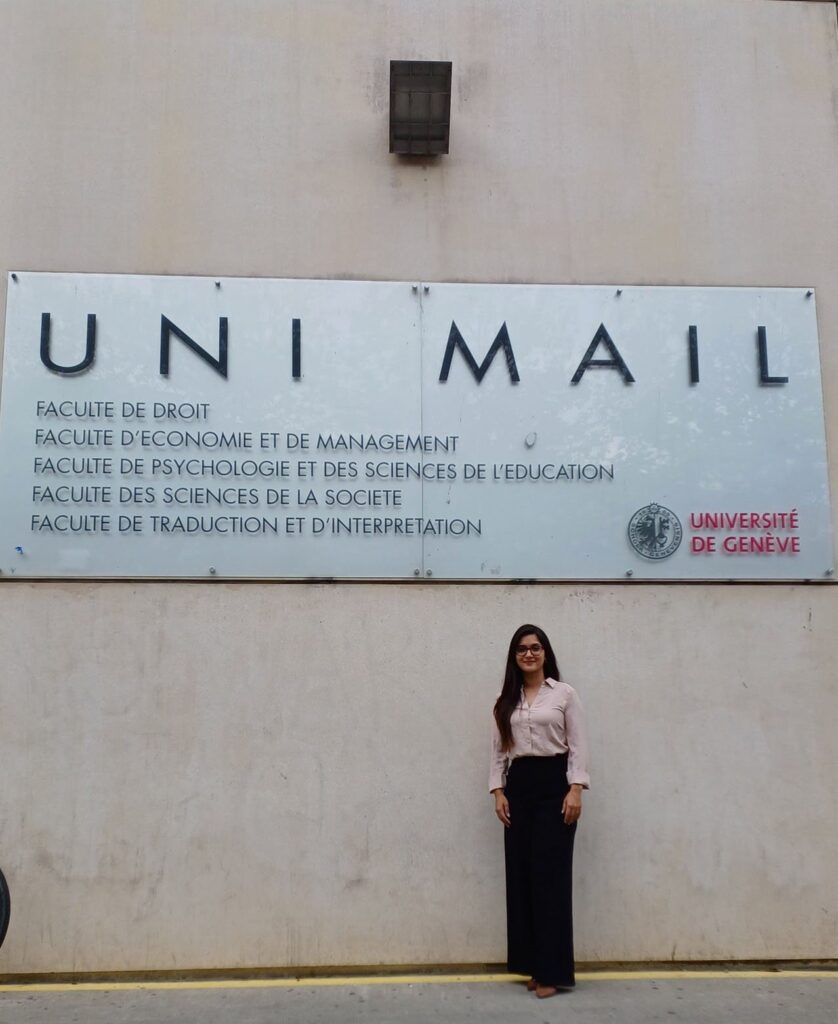 UNI MAIL
FACULTE DE DROIT
FACULTE D'ECONOMIE ET DE MANAGEMENT
FACULTE DE PSYCHOLOGIE ET DES SCIENCES DE L'EDUCATION
FACULTE DES SCIENCES DE LA SOCIETE
FACULTE DE TRADUCTION ET D'INTERPRETATION
UNIVERSITÉ
DE GENÈVE